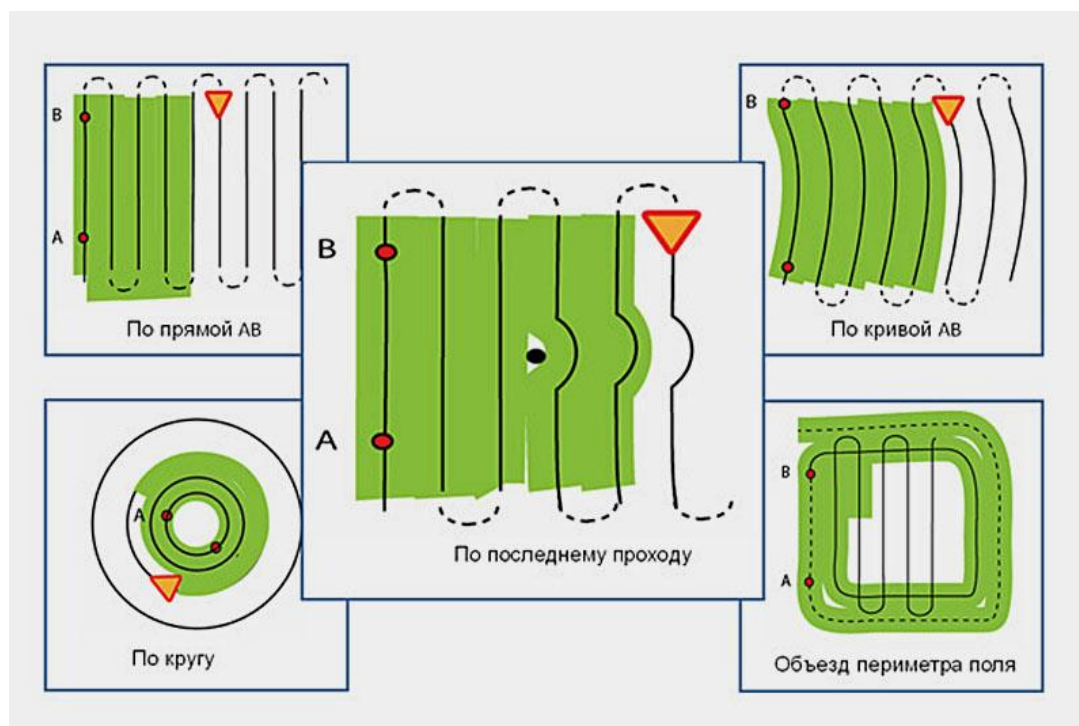 B
A
По прямой AB
B
По кривой AB
B
A
По последнему проходу
A
По кругу
B
A
Объезд периметра поля